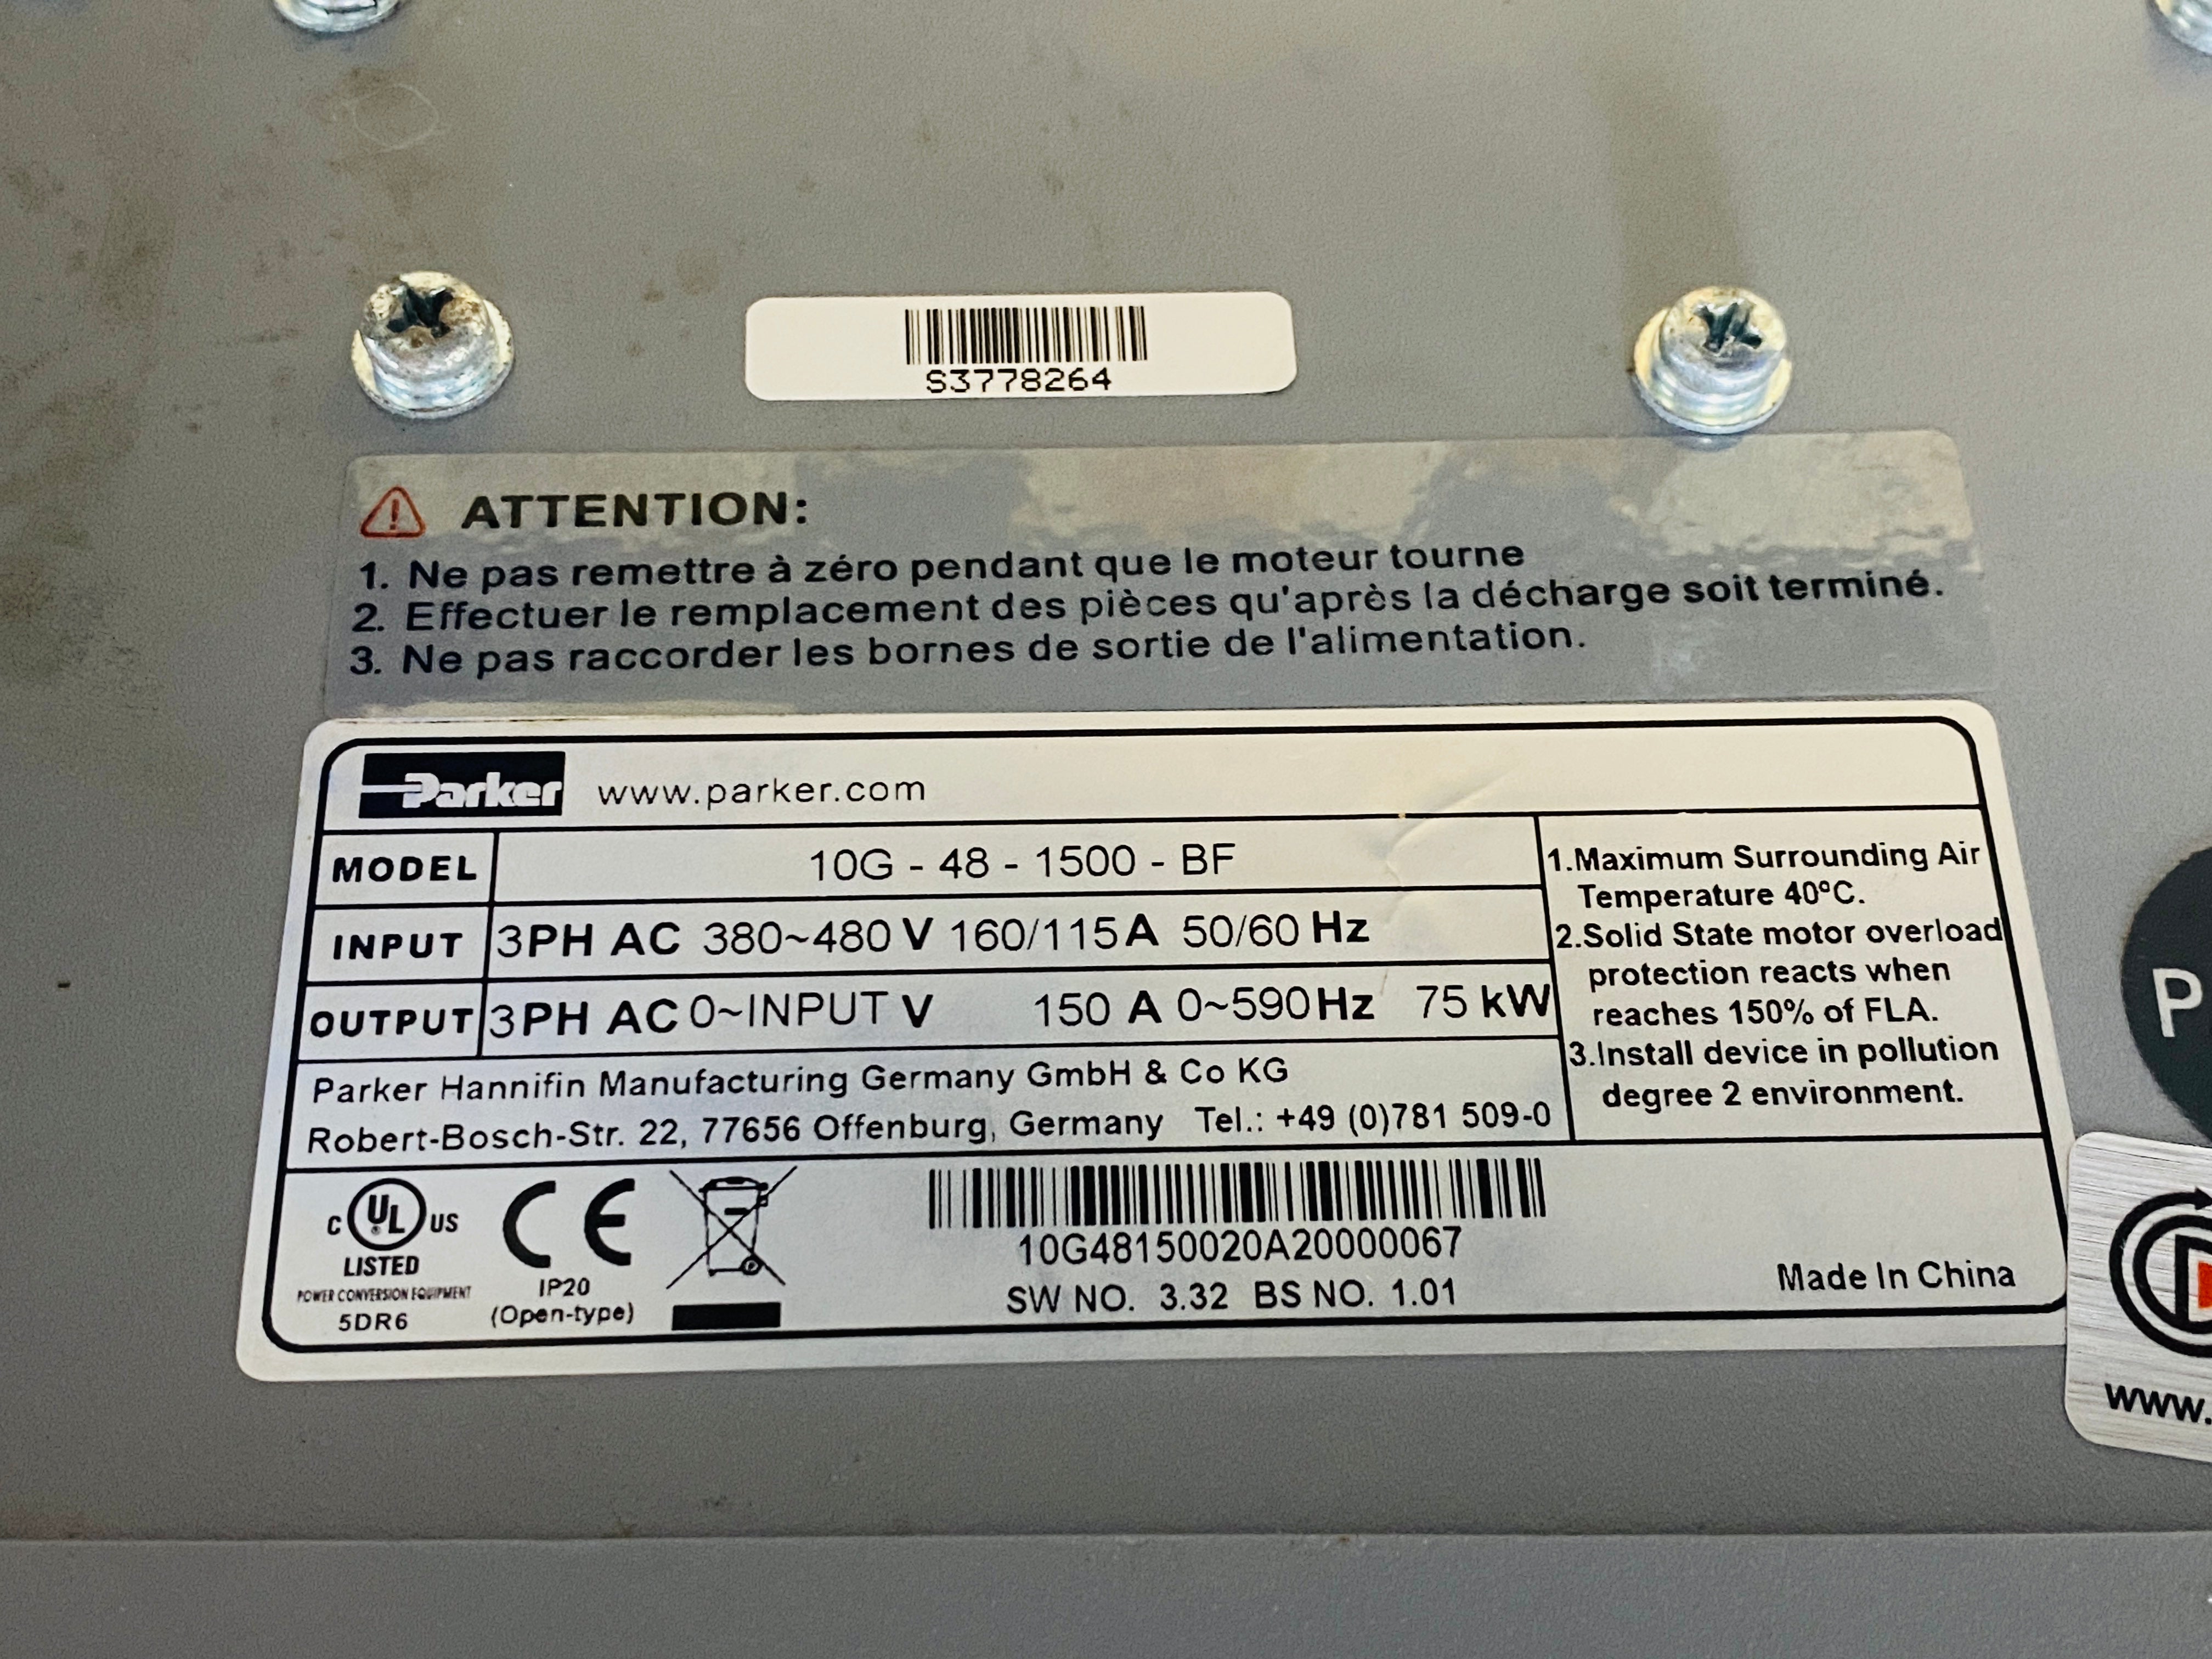 S3778264
ATTENTION:
1. Ne pas remettre à zéro pendant que le moteur tourne
2. Effectuer le remplacement des pièces qu'après la décharge soit terminé.
3. Ne pas raccorder les bornes de sortie de l'alimentation.
Parker www.parker.com
MODEL 10G - 48 - 1500 - BF
INPUT 3PH AC 380~480 V 160/115 A 50/60 Hz
OUTPUT 3PH AC 0~INPUT V 150 A 0~590 Hz 75 kW
1.Maximum Surrounding Air
Temperature 40ºC.
2.Solid State motor overload
protection reacts when
reaches 150% of FLA.
3.Install device in pollution
degree 2 environment.
Parker Hannifin Manufacturing Germany GmbH & Co KG
Robert-Bosch-Str. 22, 77656 Offenburg, Germany Tel.: +49 (0)781 509-0
C UL US
LISTED
POWER CONVERSION EQUIPMENT
5DR6
CE
IP20
(Open-type)
10G48150020A20000067
SW NO. 3.32 BS NO. 1.01
Made In China
P
www.